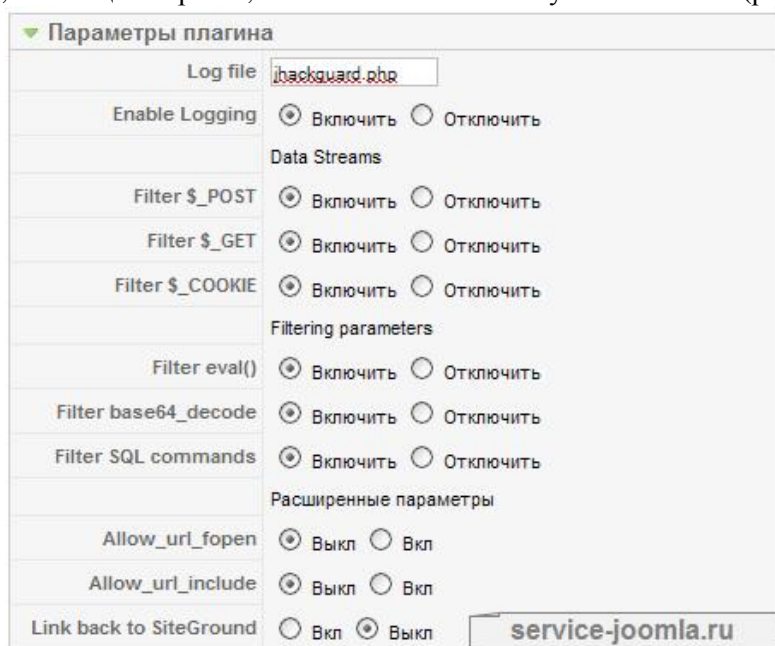 Параметры плагина
Log file jhackguard.php
Enable Logging Включить Отключить
Data Streams
Filter $_POST Включить Отключить
Filter $_GET Включить Отключить
Filter $_COOKIE Включить Отключить
Filtering parameters
Filter eval() Включить Отключить
Filter base64_decode Включить Отключить
Filter SQL commands Включить Отключить
Расширенные параметры
Allow_url_fopen Выкл Вкл
Allow_url_include Выкл Вкл
Link back to SiteGround Вкл Выкл
service-joomla.ru